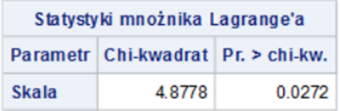 Statystyki mnożnika Lagrange'a
Parametr Chi-kwadrat Pr. > chi-kw.
Skala 4.8778 0.0272